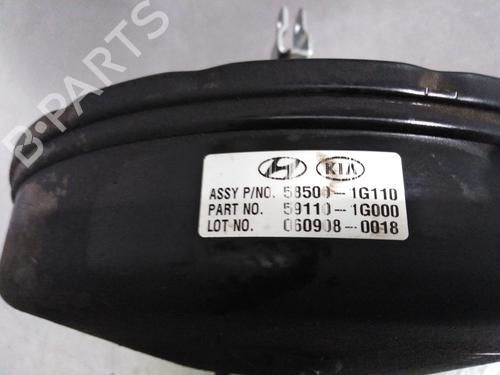 B-PARTS
KIA
ASSY P/NO. 58500-1G110
PART NO. 59110-1G000
LOT NO. 060908-0018